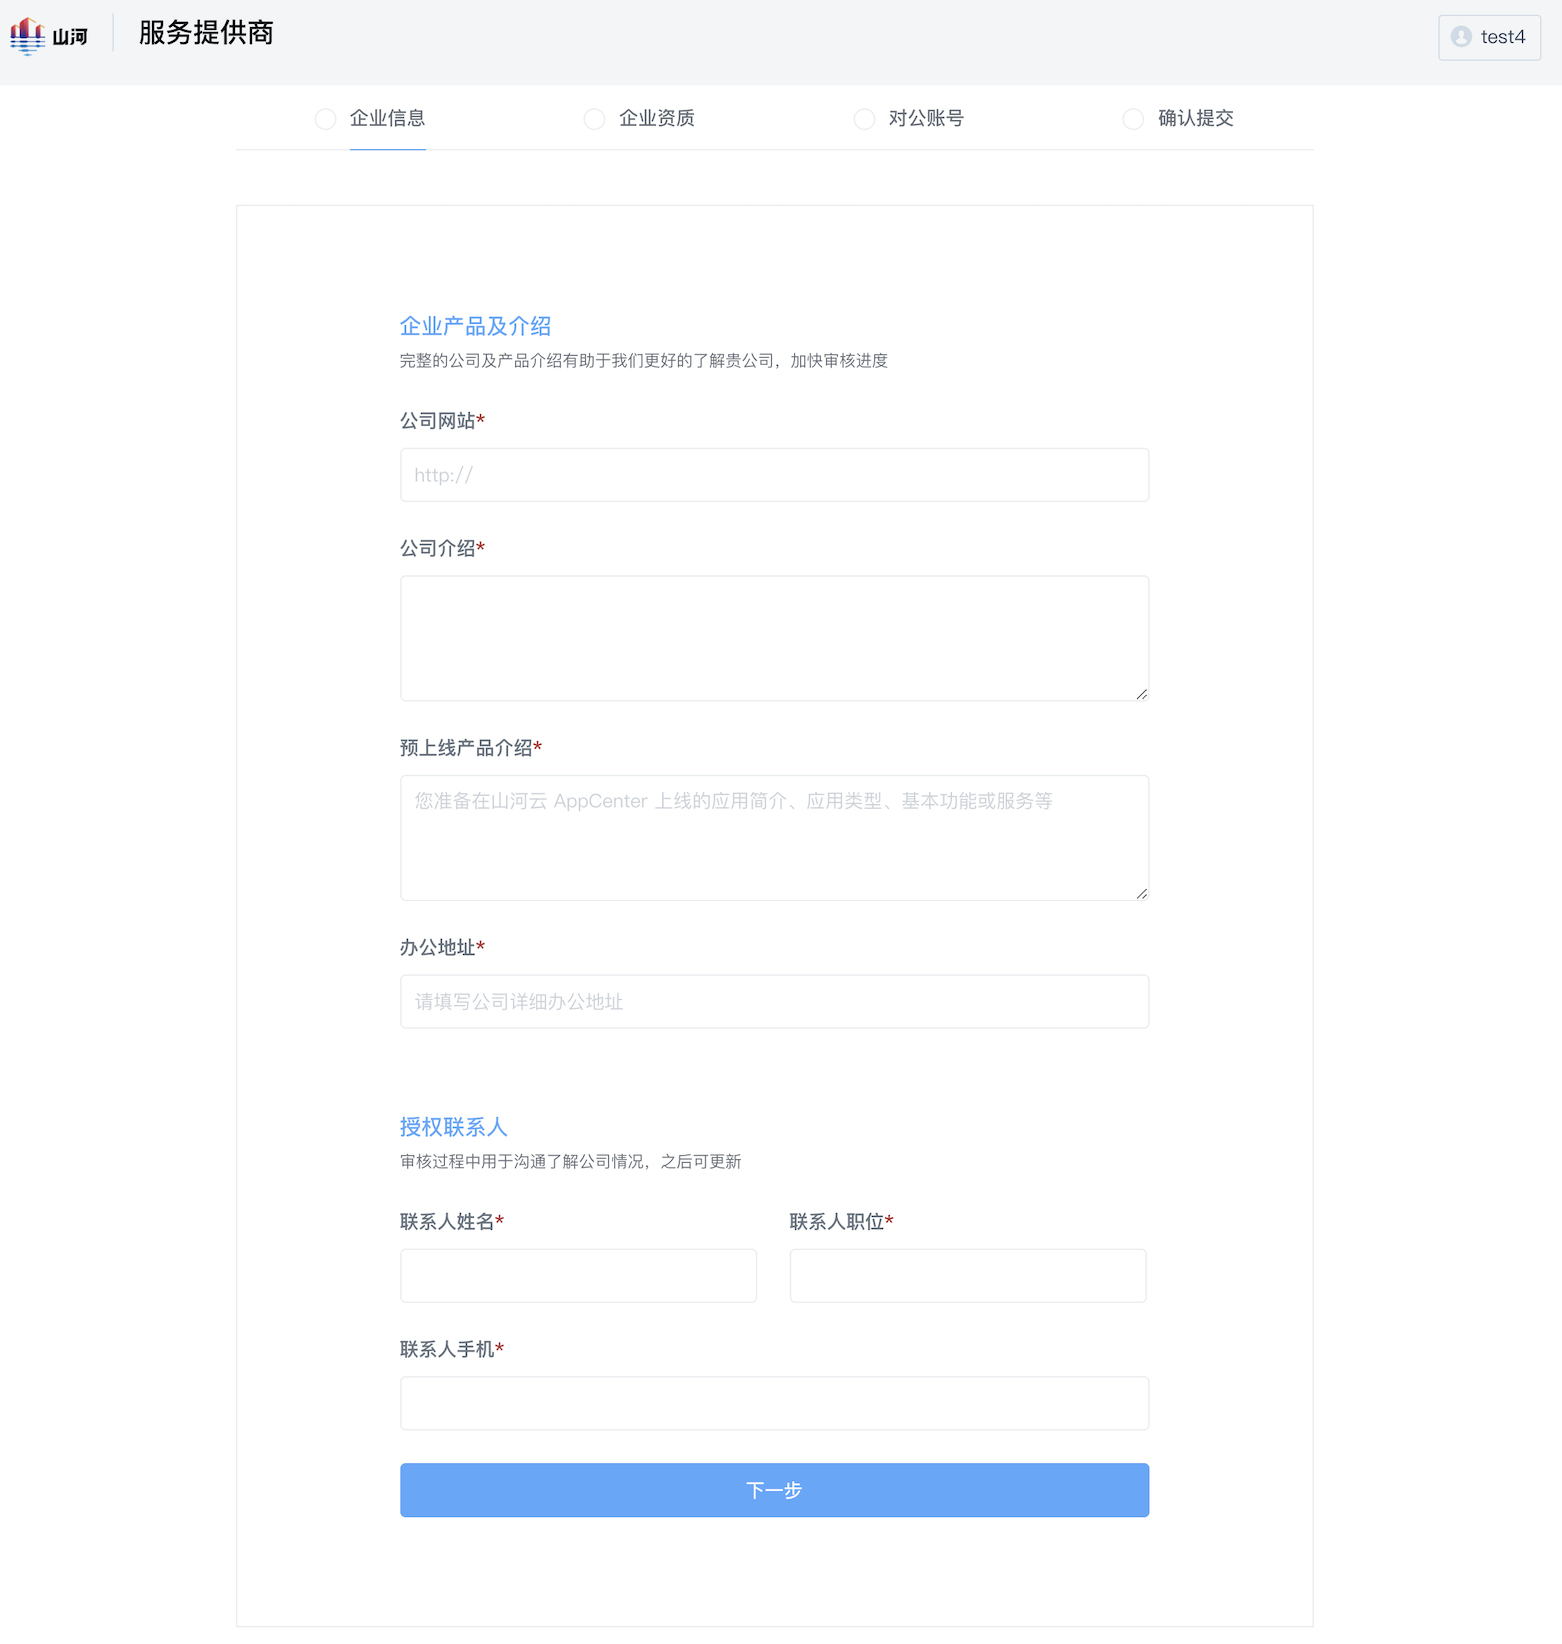 山河
服务提供商
test4
企业信息
企业资质
对公账号
确认提交
企业产品及介绍
完整的公司及产品介绍有助于我们更好的了解贵公司，加快审核进度
公司网站*
http://
公司介绍*
预上线产品介绍*
您准备在山河云 AppCenter 上线的应用简介、应用类型、基本功能或服务等
办公地址*
请填写公司详细办公地址
授权联系人
审核过程中用于沟通了解公司情况，之后可更新
联系人姓名*
联系人职位*
联系人手机*
下一步